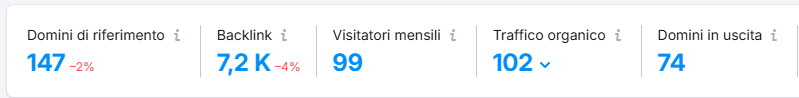 Domini di riferimento i Backlink i Visitatori mensili i Traffico organico i Domini in uscita i
147 –2% 7,2 K –4% 99 102 74